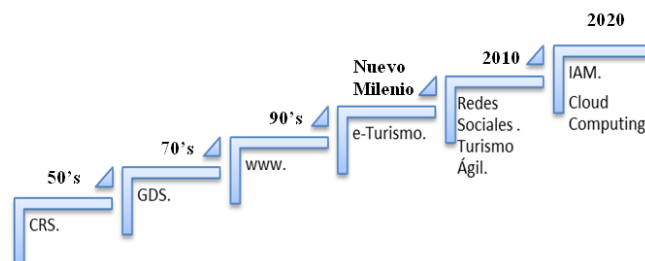 50's
CRS.
70's
GDS.
90's
www.
Nuevo
Milenio
e-Turismo.
2010
Redes
Sociales .
Turismo
Ágil.
2020
IAM.
Cloud
Computing